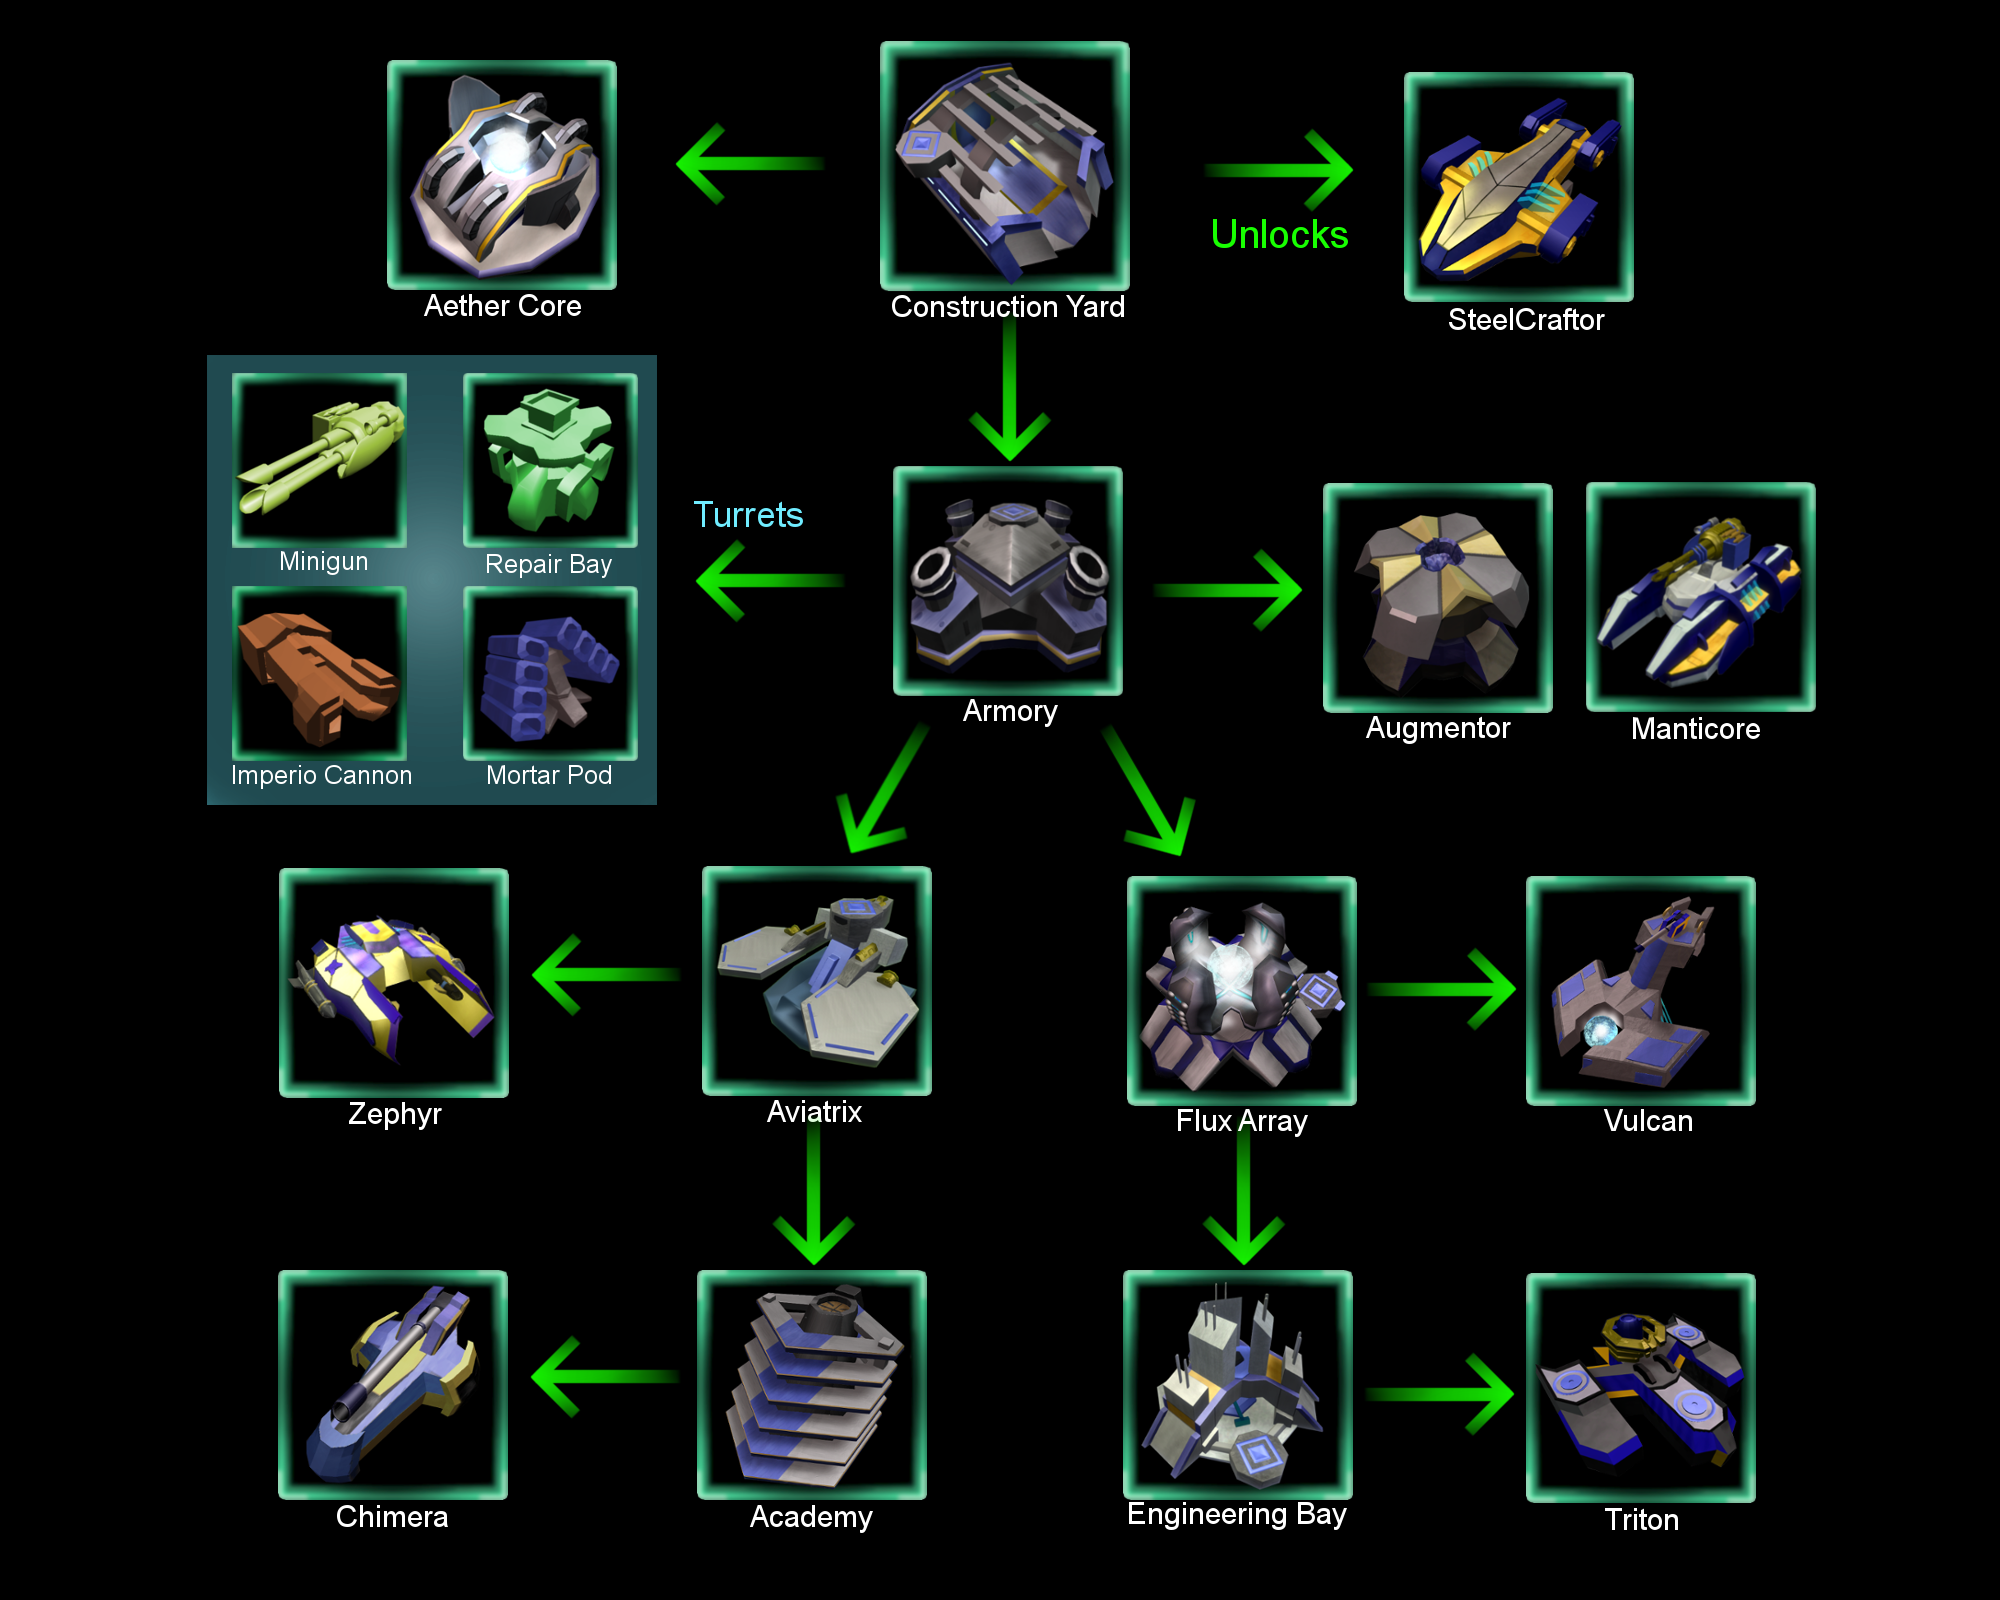 Aether Core
Construction Yard
Unlocks
SteelCraftor
Minigun
Repair Bay
Imperio Cannon
Mortar Pod
Turrets
Armory
Augmentor
Manticore
Zephyr
Aviatrix
Flux Array
Vulcan
Chimera
Academy
Engineering Bay
Triton